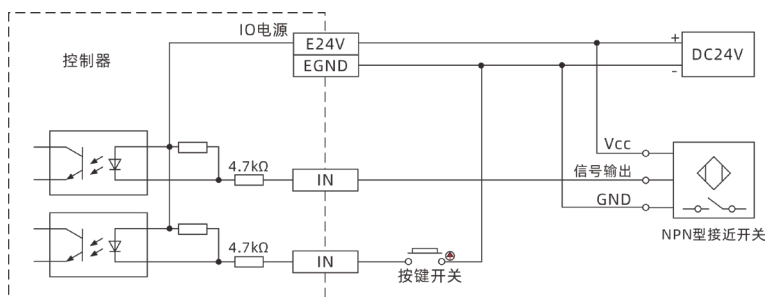 IO电源
E24V
+
DC24V
控制器
EGND
-
Vcc
4.7kΩ
信号输出
IN
GND
NPN型接近开关
4.7kΩ
IN
按键开关